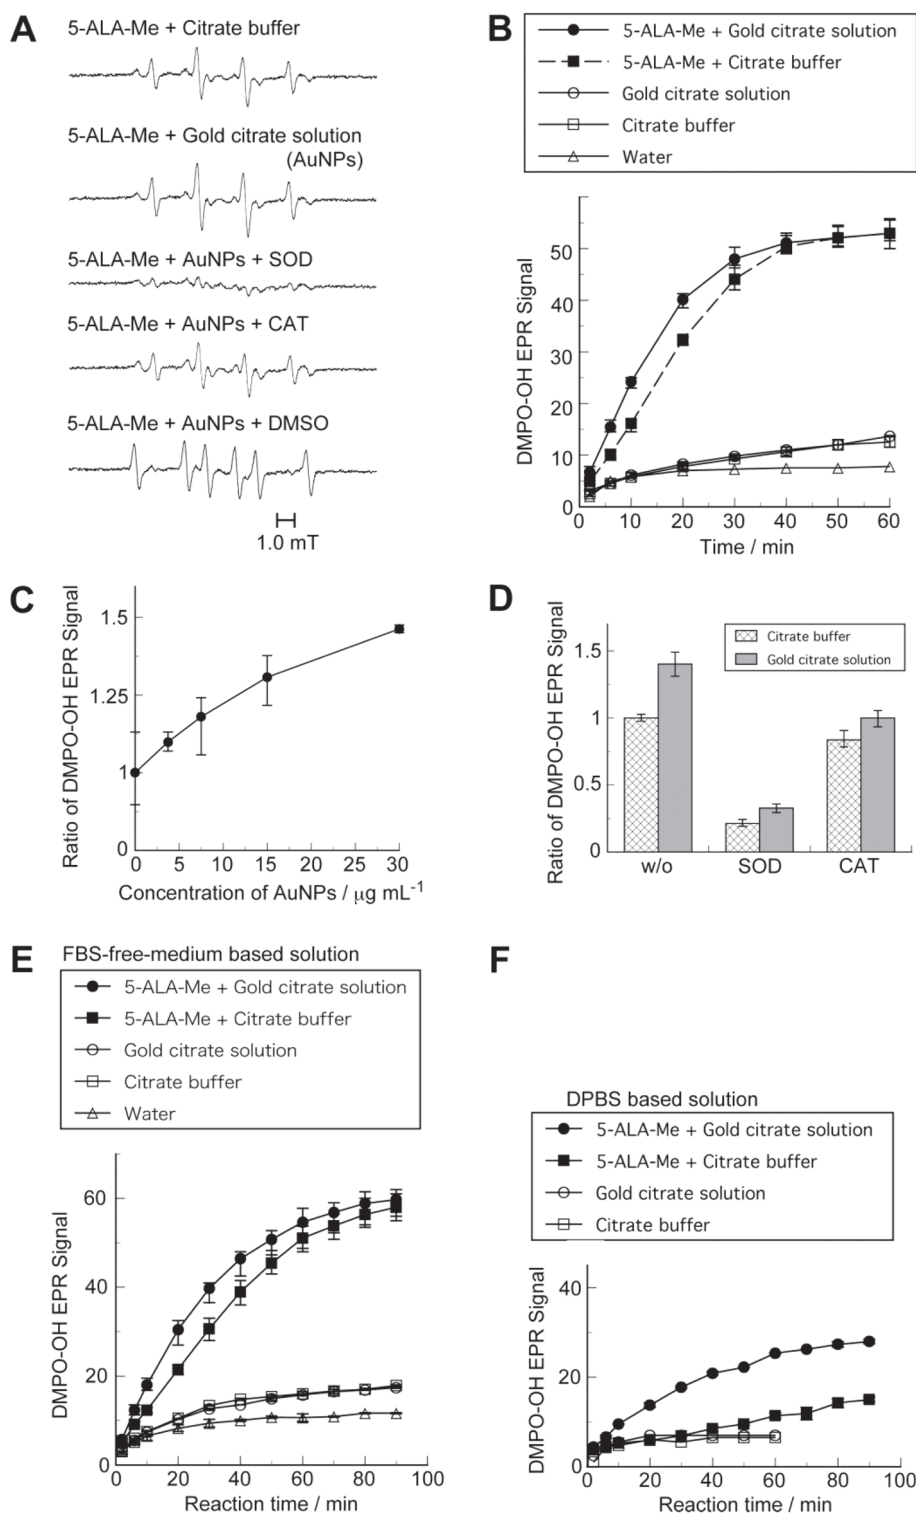 A
5-ALA-Me + Citrate buffer
5-ALA-Me + Gold citrate solution
(AuNPs)
5-ALA-Me + AuNPs + SOD
5-ALA-Me + AuNPs + CAT
5-ALA-Me + AuNPs + DMSO
1.0 mT
B
5-ALA-Me + Gold citrate solution
5-ALA-Me + Citrate buffer
Gold citrate solution
Citrate buffer
Water
DMPO-OH EPR Signal
50
40
30
20
10
0
0 10 20 30 40 50 60
Time / min
C
Ratio of DMPO-OH EPR Signal
1.5
1.25
1
0
0 5 10 15 20 25 30
Concentration of AuNPs / μg mL-1
D
Ratio of DMPO-OH EPR Signal
Citrate buffer
Gold citrate solution
1.5
1
0.5
0
w/o SOD CAT
E
FBS-free-medium based solution
5-ALA-Me + Gold citrate solution
5-ALA-Me + Citrate buffer
Gold citrate solution
Citrate buffer
Water
DMPO-OH EPR Signal
60
40
20
0
0 20 40 60 80 100
Reaction time / min
F
DPBS based solution
5-ALA-Me + Gold citrate solution
5-ALA-Me + Citrate buffer
Gold citrate solution
Citrate buffer
DMPO-OH EPR Signal
40
20
0
0 20 40 60 80 100
Reaction time / min